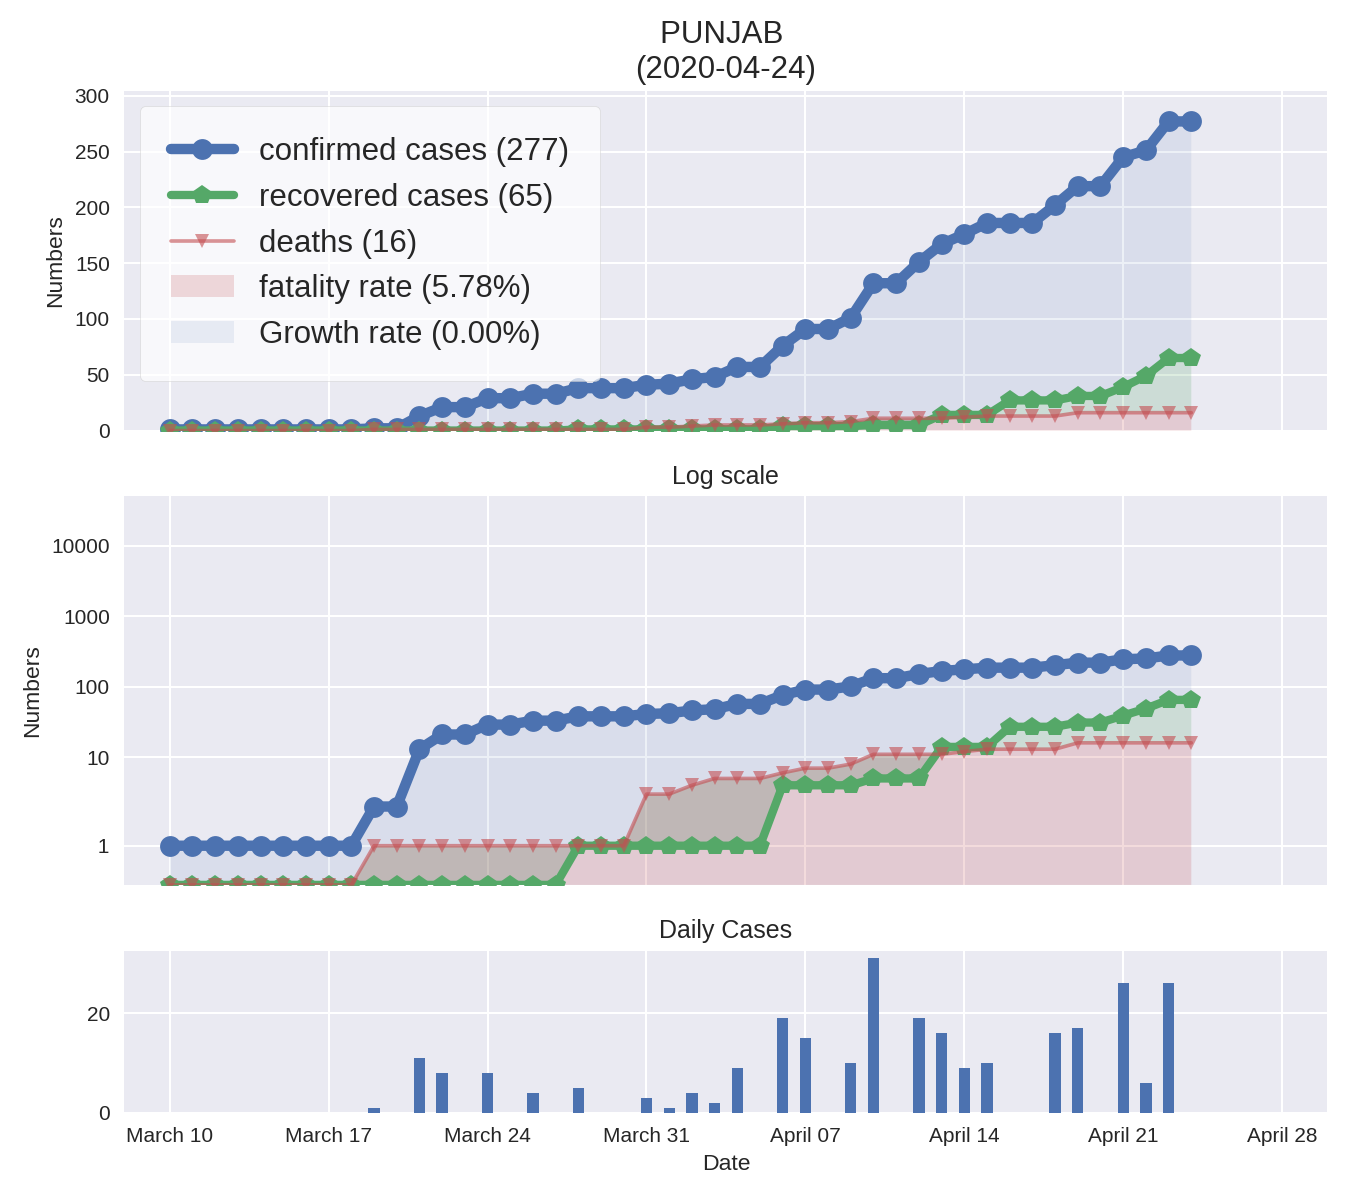 PUNJAB
(2020-04-24)
300
250
200
150
100
50
0
Numbers
confirmed cases (277)
recovered cases (65)
deaths (16)
fatality rate (5.78%)
Growth rate (0.00%)
Log scale
10000
1000
100
10
1
Numbers
Daily Cases
20
0
March 10 March 17 March 24 March 31 April 07 April 14 April 21 April 28
Date